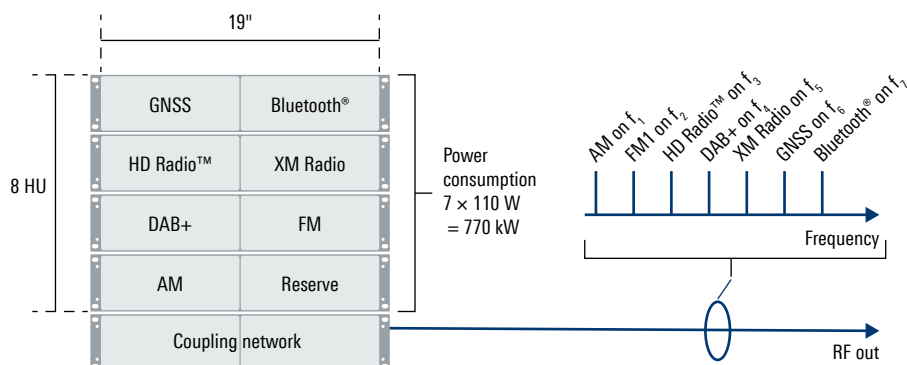 19"
8 HU
GNSS
Bluetooth®
HD Radio™
XM Radio
DAB+
FM
AM
Reserve
Coupling network
Power
consumption
7 × 110 W
= 770 kW
AM on f₁
FM1 on f₂
HD Radio™ on f₃
DAB+ on f₄
XM Radio on f₅
GNSS on f₆
Bluetooth® on f₇
Frequency
RF out